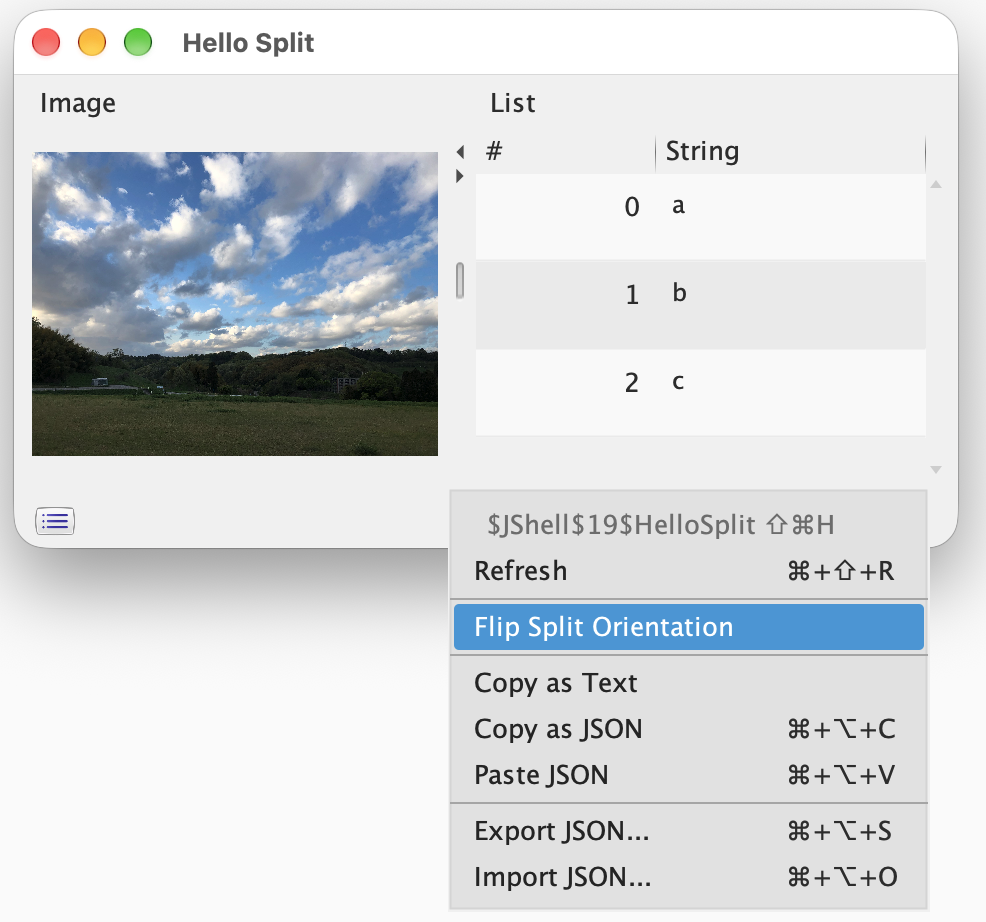 Hello Split
Image
List
# String
0 a
1 b
2 c
$JShell$19$HelloSplit ⇧⌘H
Refresh ⌘+⇧+R
Flip Split Orientation
Copy as Text
Copy as JSON ⌘+⌥+C
Paste JSON ⌘+⌥+V
Export JSON... ⌘+⌥+S
Import JSON... ⌘+⌥+O